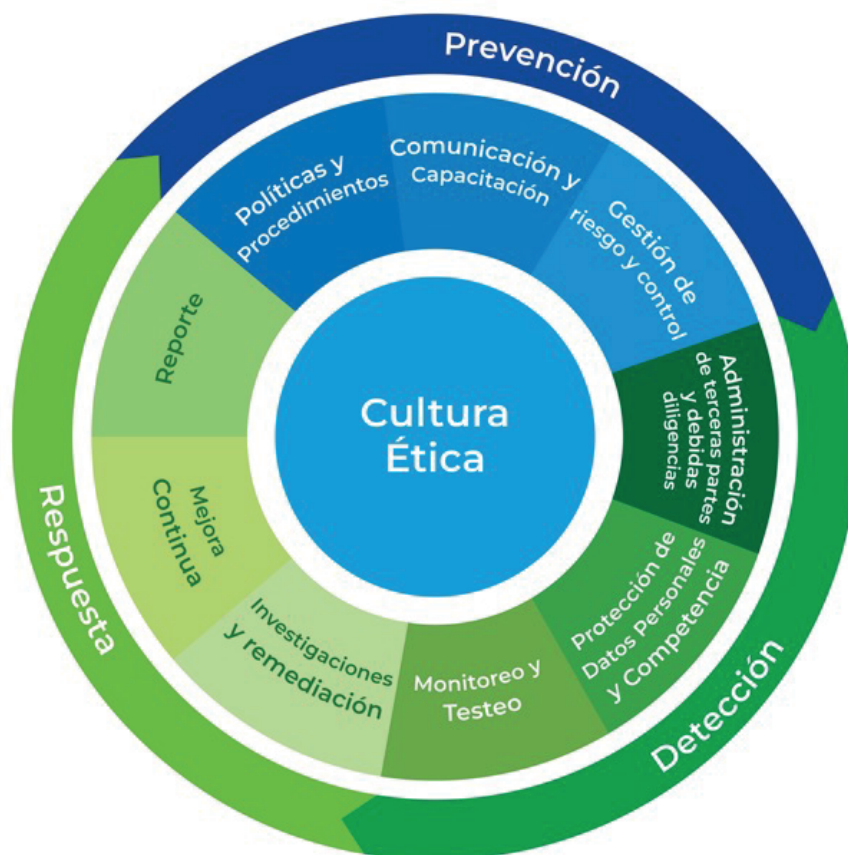 Prevención
Políticas y
Procedimientos
Comunicación y
Capacitación
Gestión de
riesgo y control
Administración
de terceras partes
y debidas
diligencias
Protección de
Datos Personales
y Competencia
Detección
Monitoreo y
Testeo
Investigaciones
y remediación
Mejora
Continua
Reporte
Respuesta
Cultura
Ética